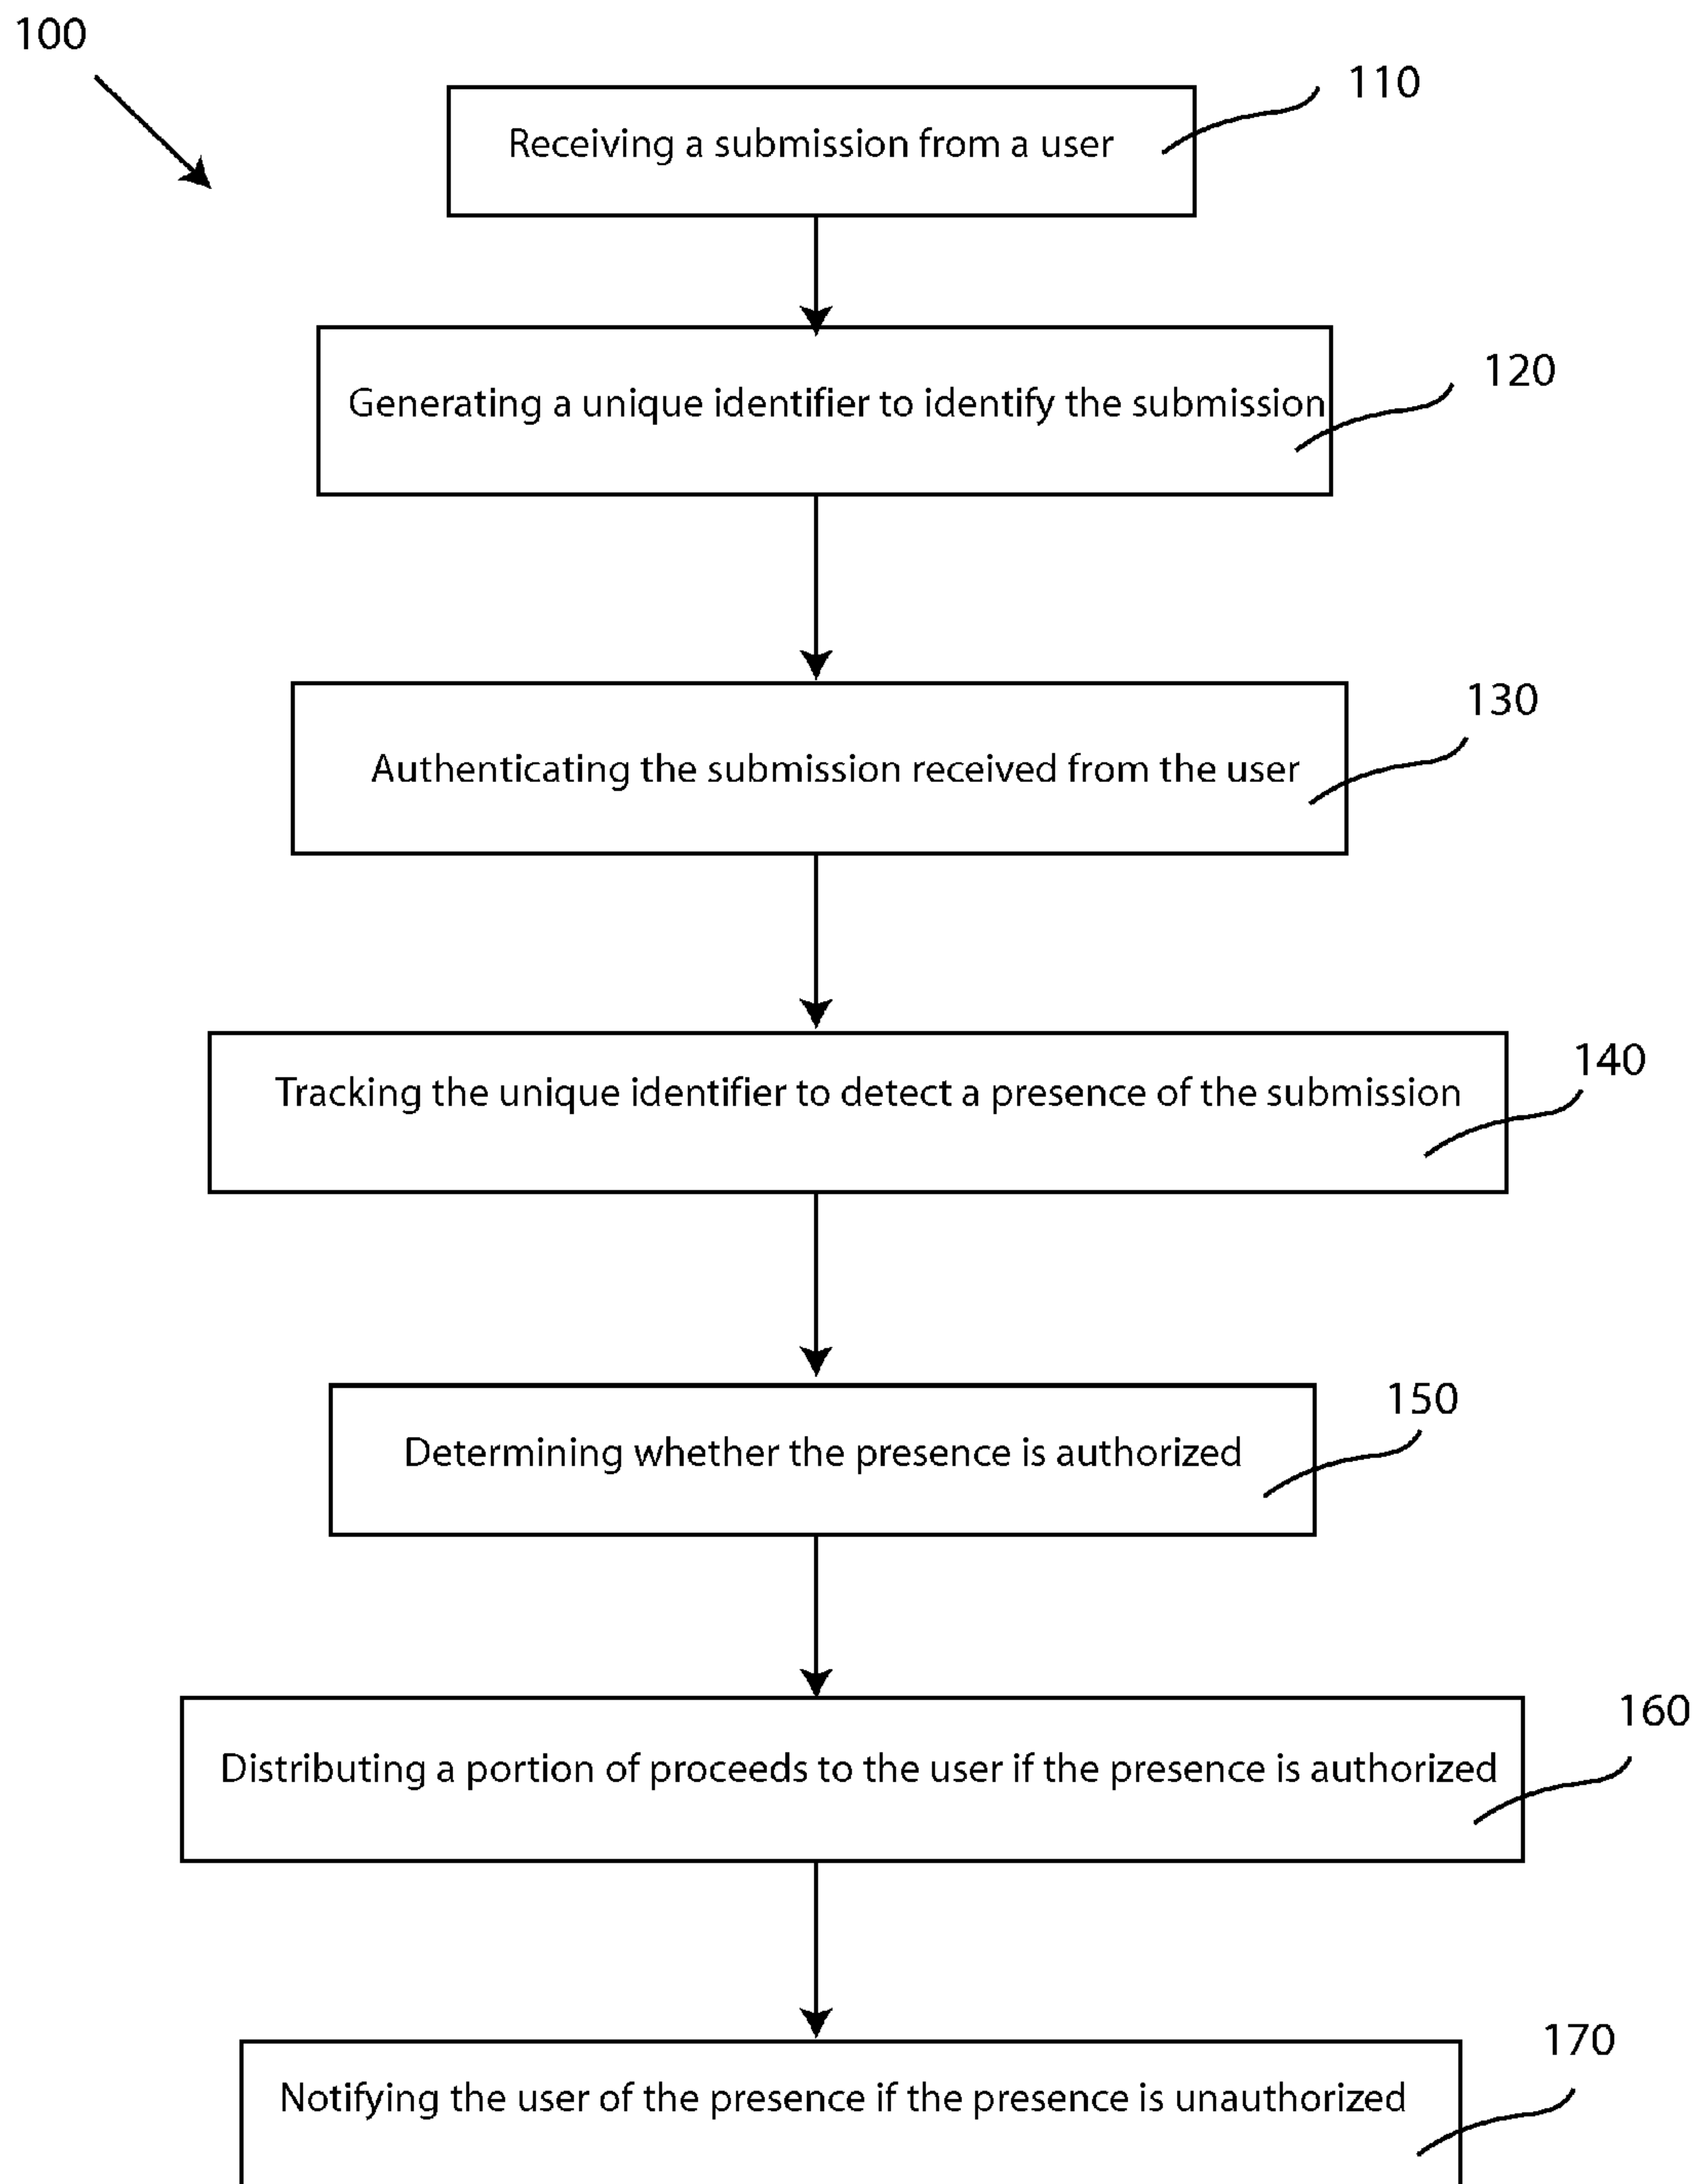 100
110
Receiving a submission from a user
120
Generating a unique identifier to identify the submission
130
Authenticating the submission received from the user
140
Tracking the unique identifier to detect a presence of the submission
150
Determining whether the presence is authorized
160
Distributing a portion of proceeds to the user if the presence is authorized
170
Notifying the user of the presence if the presence is unauthorized